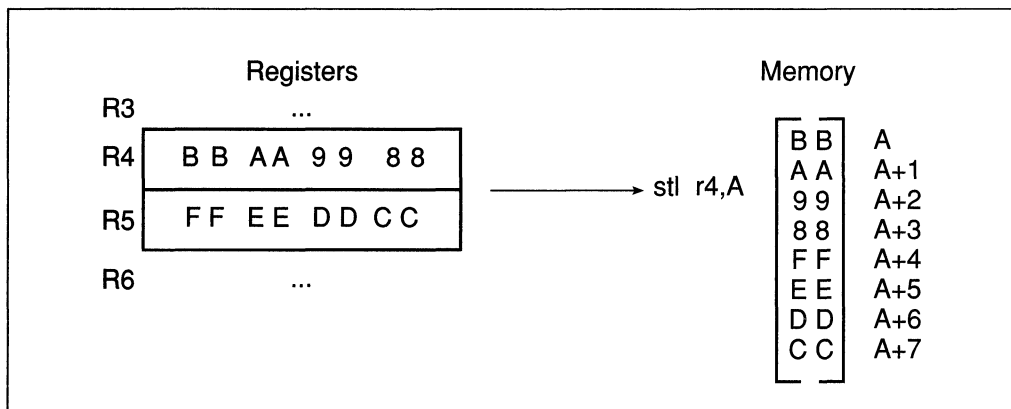 Registers
R3 ...
R4 BB AA 99 88
R5 FF EE DD CC
R6 ...
stl r4,A
Memory
BB A
AA A+1
99 A+2
88 A+3
FF A+4
EE A+5
DD A+6
CC A+7